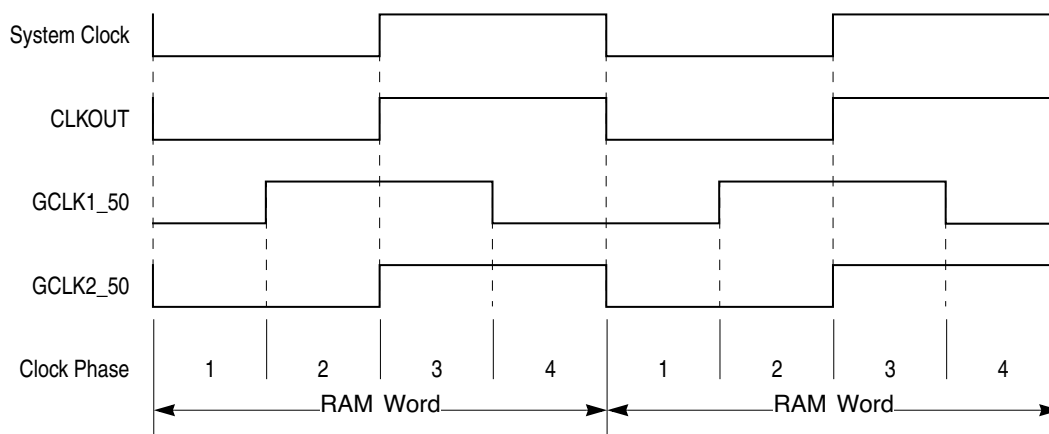 System Clock
CLKOUT
GCLK1_50
GCLK2_50
Clock Phase 1 2 3 4 1 2 3 4
RAM Word RAM Word